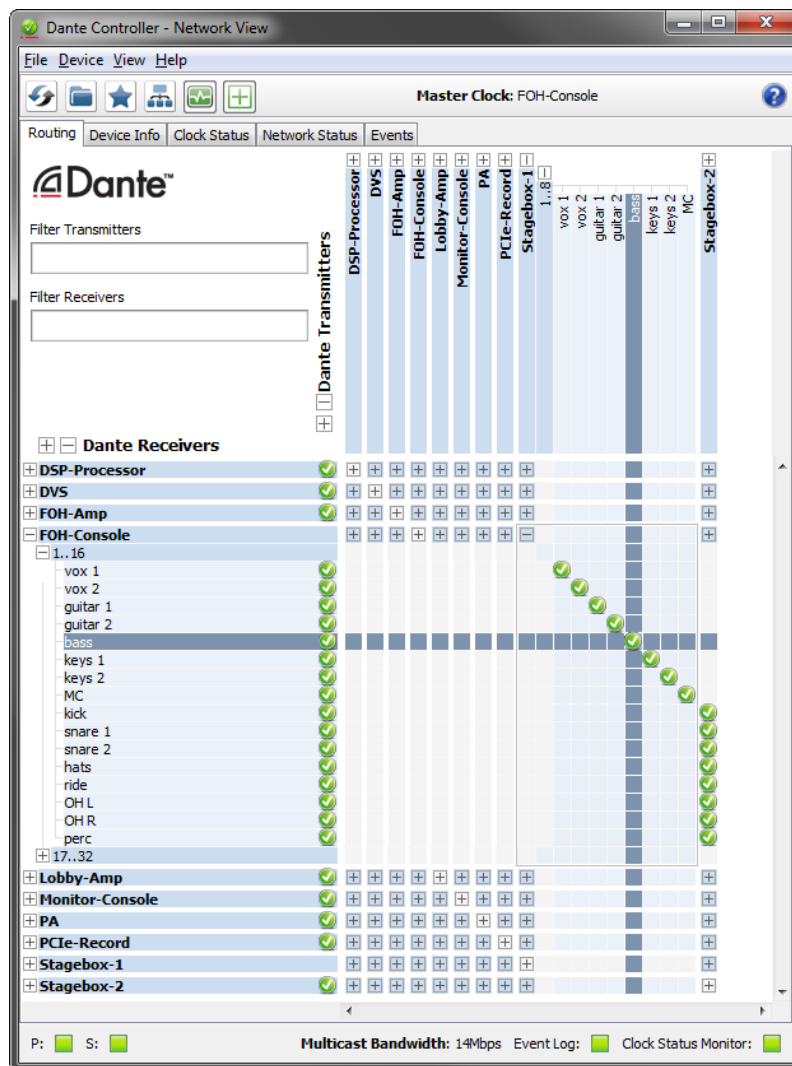 Dante Controller - Network View
File Device View Help
Master Clock: FOH-Console
Routing Device Info Clock Status Network Status Events
Dante™
Filter Transmitters
Filter Receivers
Dante Transmitters
DSP-Processor
DVS
FOH-Amp
FOH-Console
Lobby-Amp
Monitor-Console
PA
PCIe-Record
Stagebox-1
1..8
vox 1
vox 2
guitar 1
guitar 2
bass
keys 1
keys 2
MC
Stagebox-2
Dante Receivers
DSP-Processor
DVS
FOH-Amp
FOH-Console
1..16
vox 1
vox 2
guitar 1
guitar 2
bass
keys 1
keys 2
MC
kick
snare 1
snare 2
hats
ride
OH L
OH R
perc
17..32
Lobby-Amp
Monitor-Console
PA
PCIe-Record
Stagebox-1
Stagebox-2
P: S: Multicast Bandwidth: 14Mbps Event Log: Clock Status Monitor: